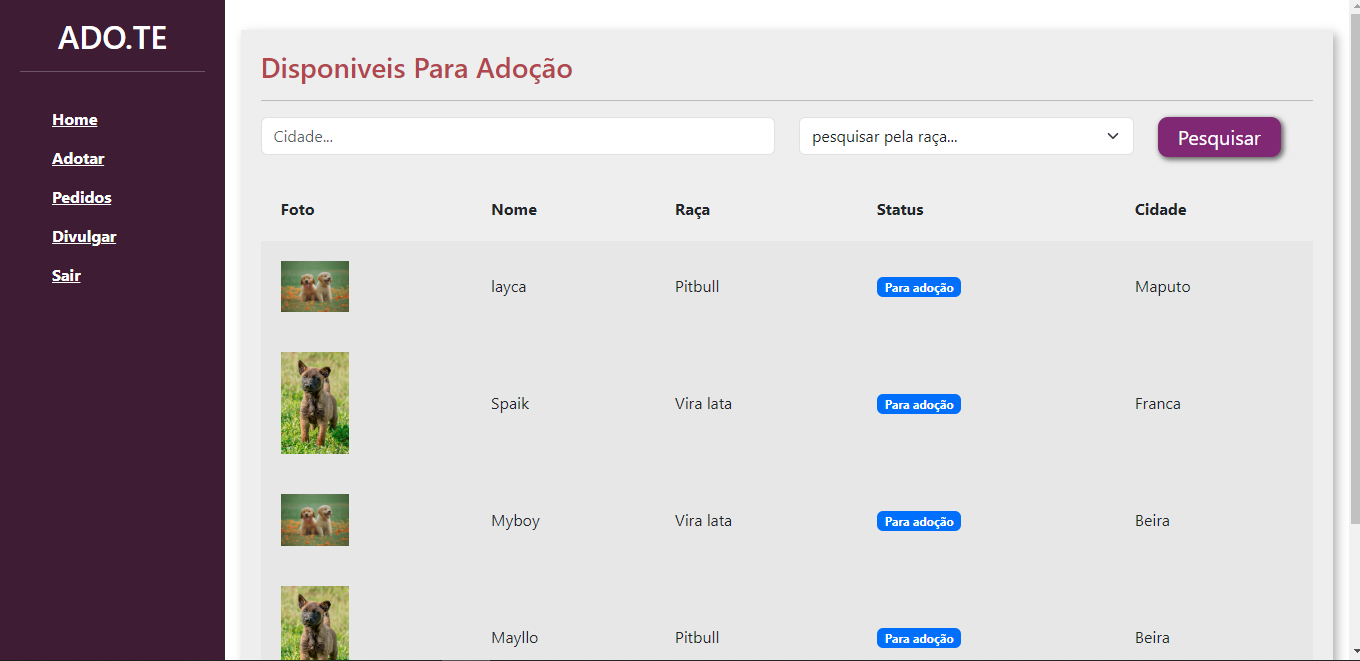 ADO.TE
Home
Adotar
Pedidos
Divulgar
Sair
Disponiveis Para Adoção
Cidade...
pesquisar pela raça...
Pesquisar
Foto Nome Raça Status Cidade
layca Pitbull Para adoção Maputo
Spaik Vira lata Para adoção Franca
Myboy Vira lata Para adoção Beira
Mayllo Pitbull Para adoção Beira